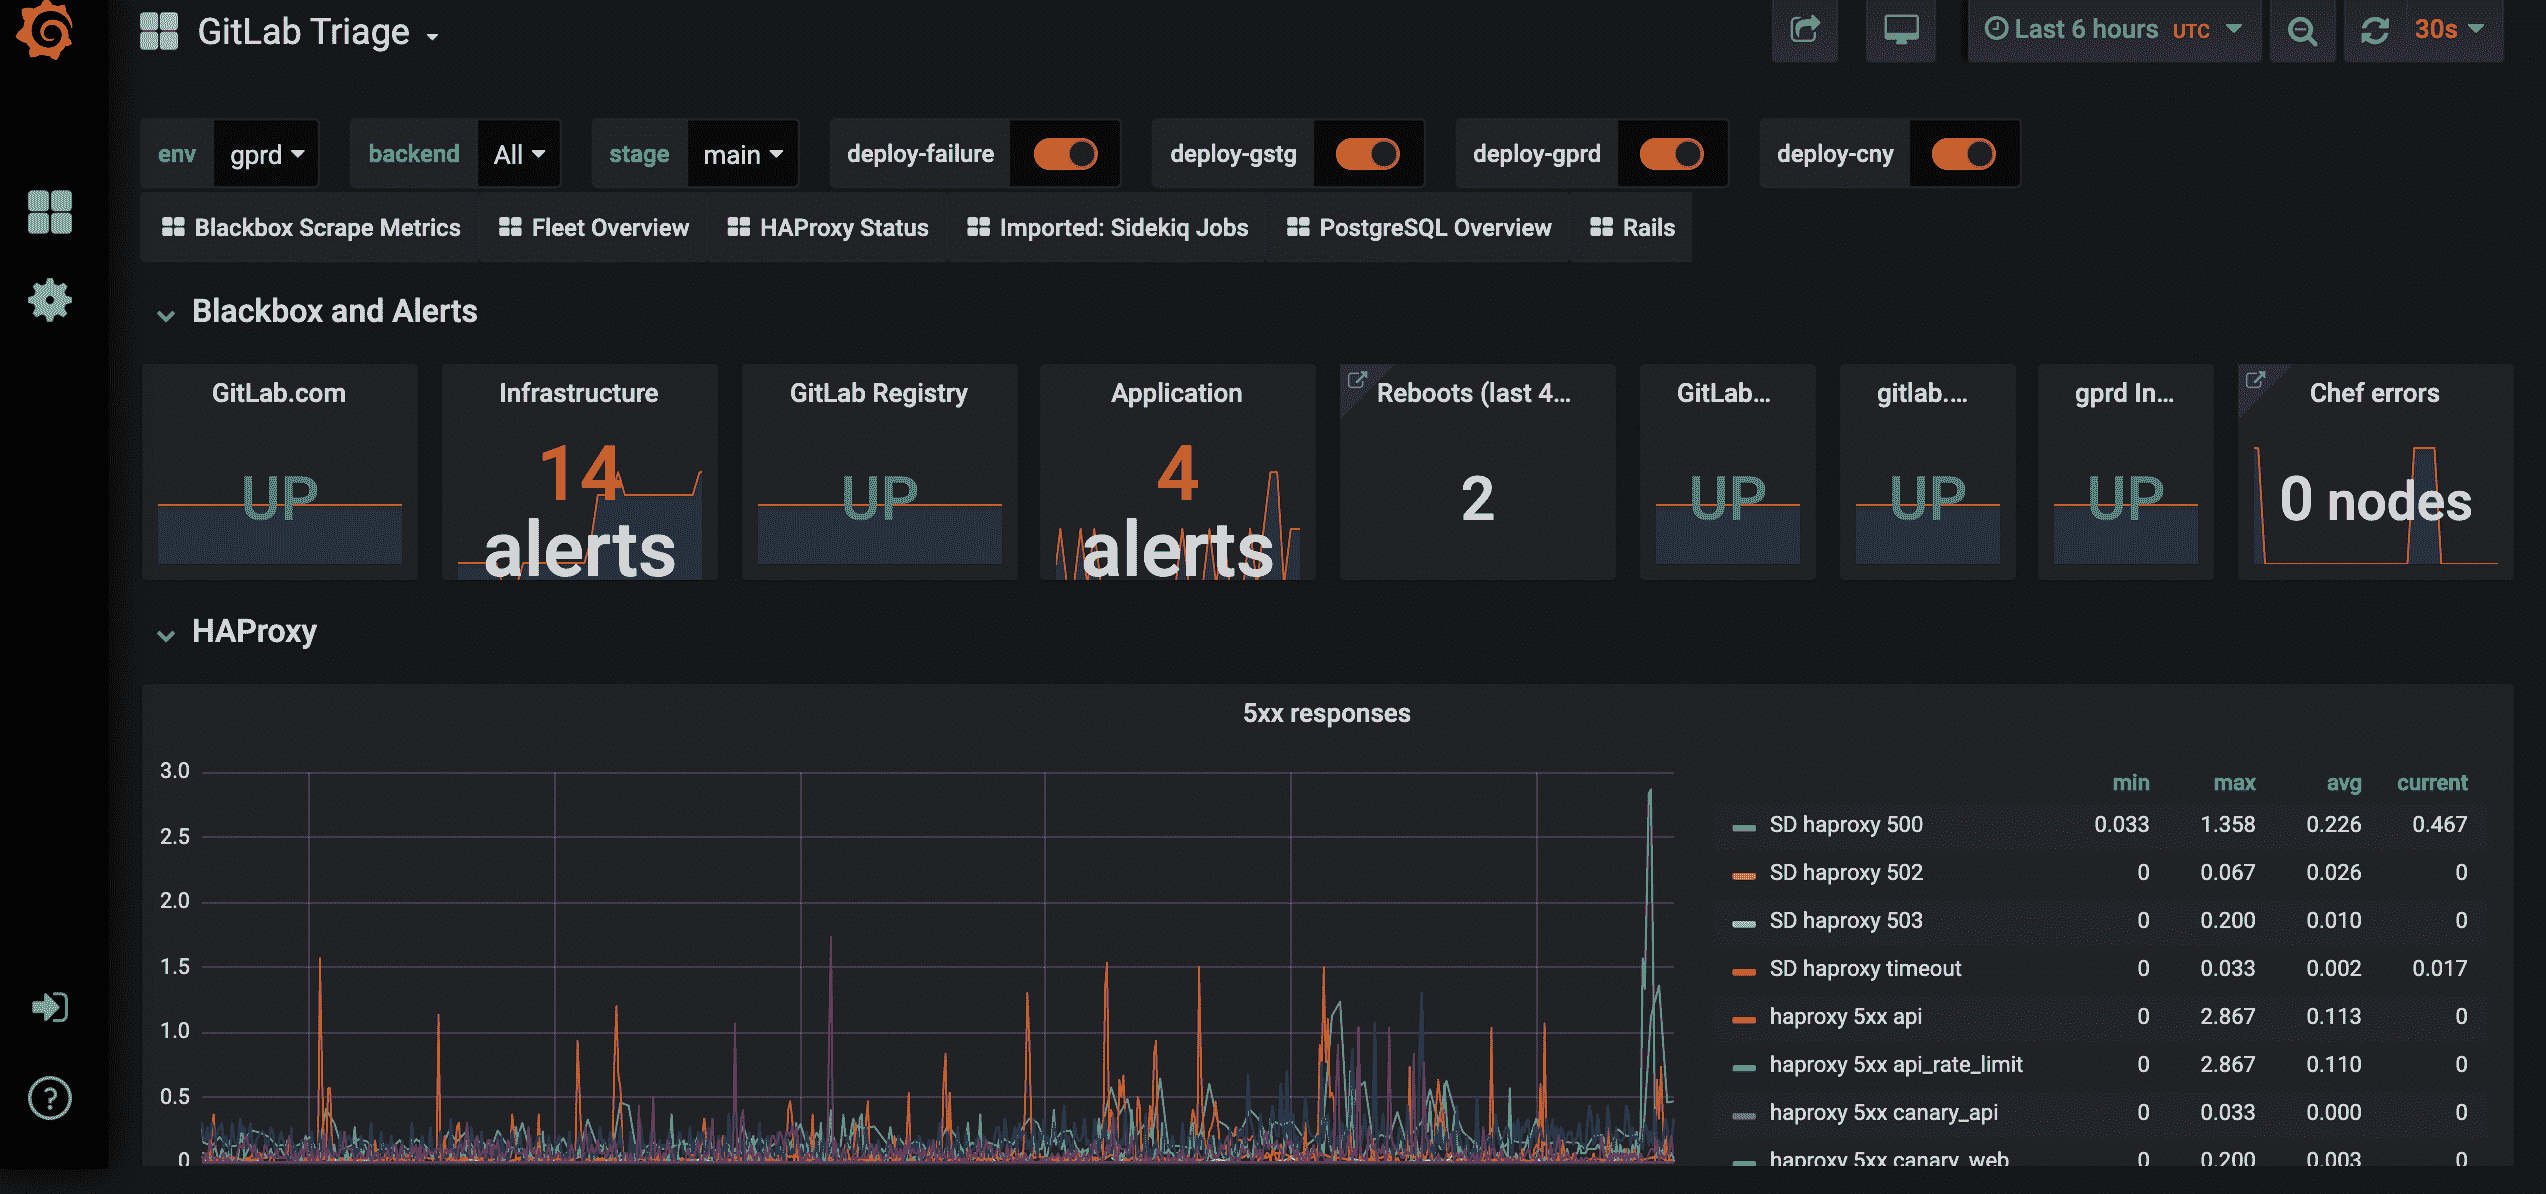 GitLab Triage
Last 6 hours UTC
30s
env gprd
backend All
stage main
deploy-failure
deploy-gstg
deploy-gprd
deploy-cny
Blackbox Scrape Metrics
Fleet Overview
HAProxy Status
Imported: Sidekiq Jobs
PostgreSQL Overview
Rails
Blackbox and Alerts
GitLab.com
UP
Infrastructure
14
alerts
GitLab Registry
UP
Application
4
alerts
Reboots (last 4...
2
GitLab...
UP
gitlab....
UP
gprd In...
UP
Chef errors
0 nodes
HAProxy
5xx responses
3.0
2.5
2.0
1.5
1.0
0.5
0
min max avg current
SD haproxy 500 0.033 1.358 0.226 0.467
SD haproxy 502 0 0.067 0.026 0
SD haproxy 503 0 0.200 0.010 0
SD haproxy timeout 0 0.033 0.002 0.017
haproxy 5xx api 0 2.867 0.113 0
haproxy 5xx api_rate_limit 0 2.867 0.110 0
haproxy 5xx canary_api 0 0.033 0.000 0
haproxy 5xx canary_web 0 0.200 0.003 0
?